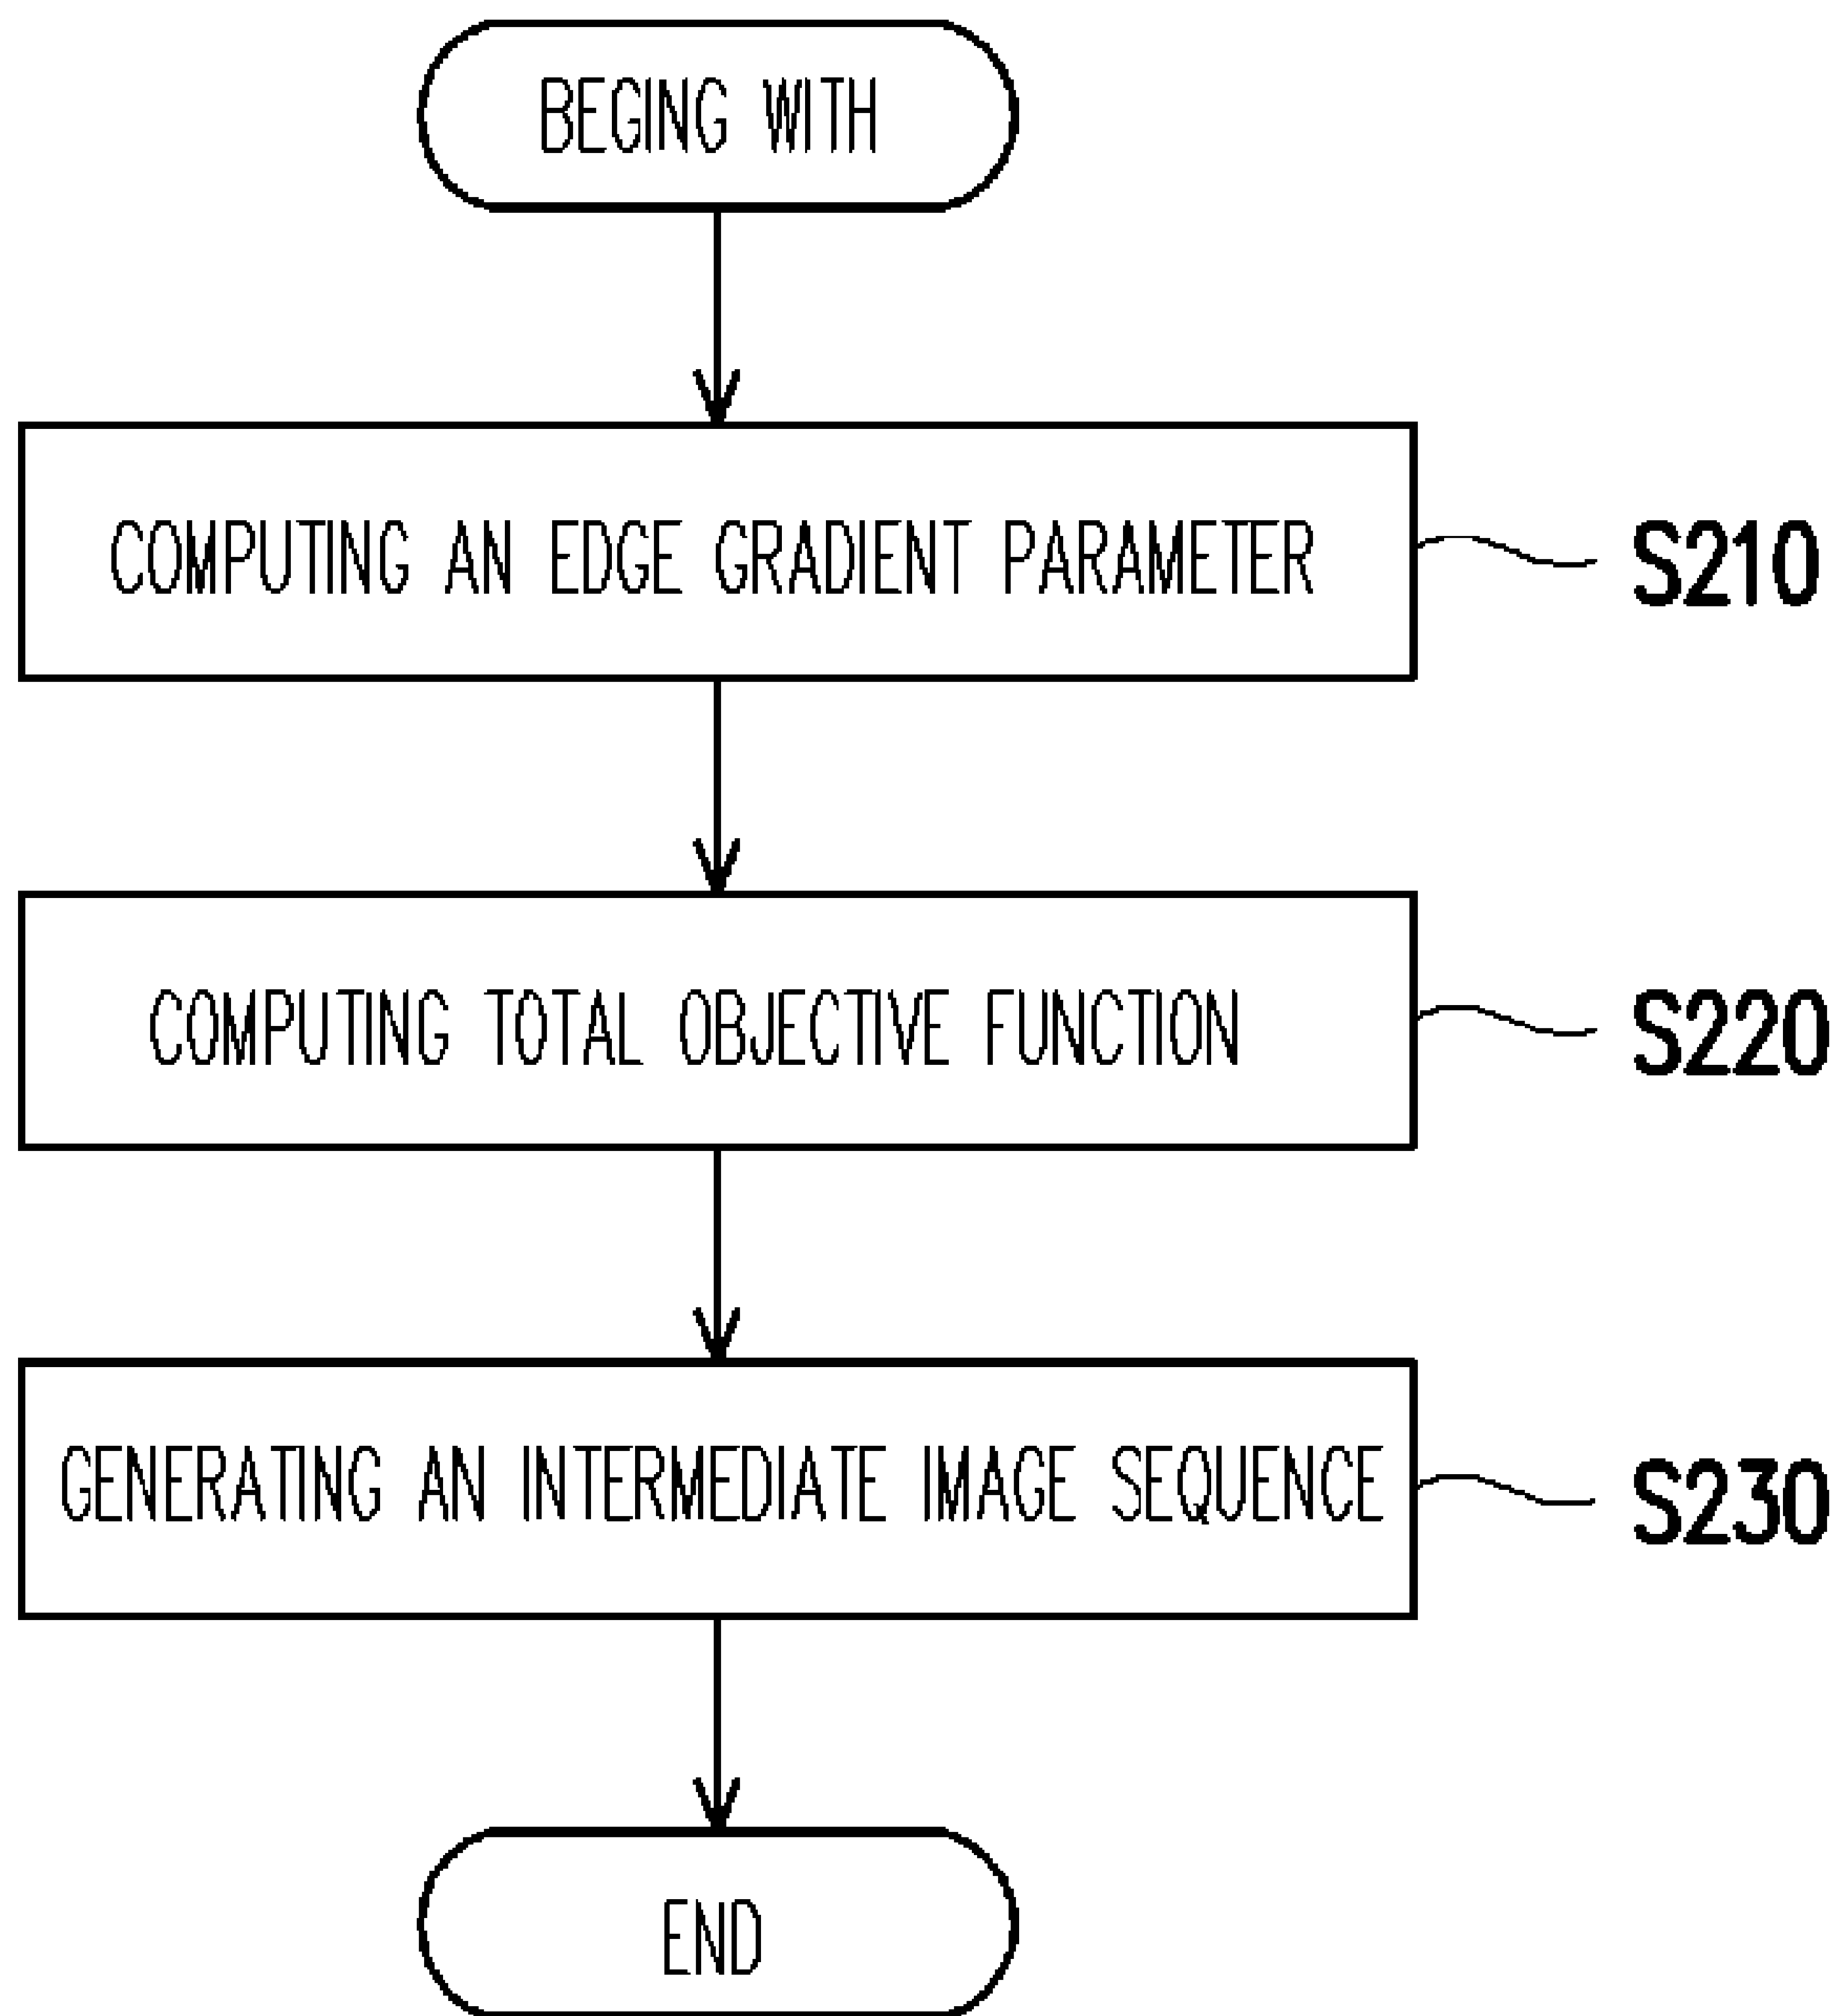 BEGING WITH
COMPUTING AN EDGE GRADIENT PARAMETER
S210
COMPUTING TOTAL OBJECTIVE FUNCTION
S220
GENERATING AN INTERMEDIATE IMAGE SEQUENCE
S230
END